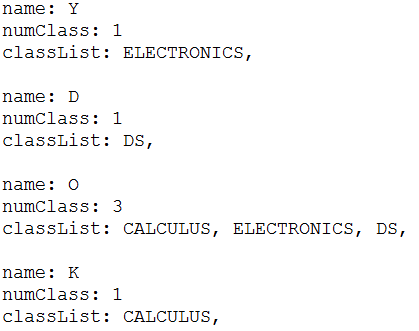 name: Y
numClass: 1
classList: ELECTRONICS,
name: D
numClass: 1
classList: DS,
name: O
numClass: 3
classList: CALCULUS, ELECTRONICS, DS,
name: K
numClass: 1
classList: CALCULUS,